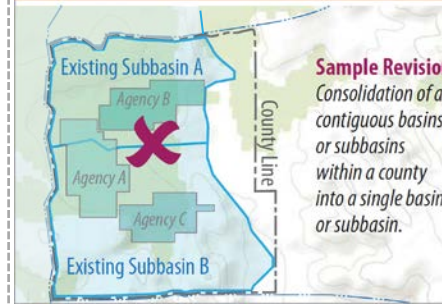 Existing Subbasin A
Agency B
Agency A
Agency C
Existing Subbasin B
County Line
Sample Revision
Consolidation of a
contiguous basins
or subbasins
within a county
into a single basin
or subbasin.